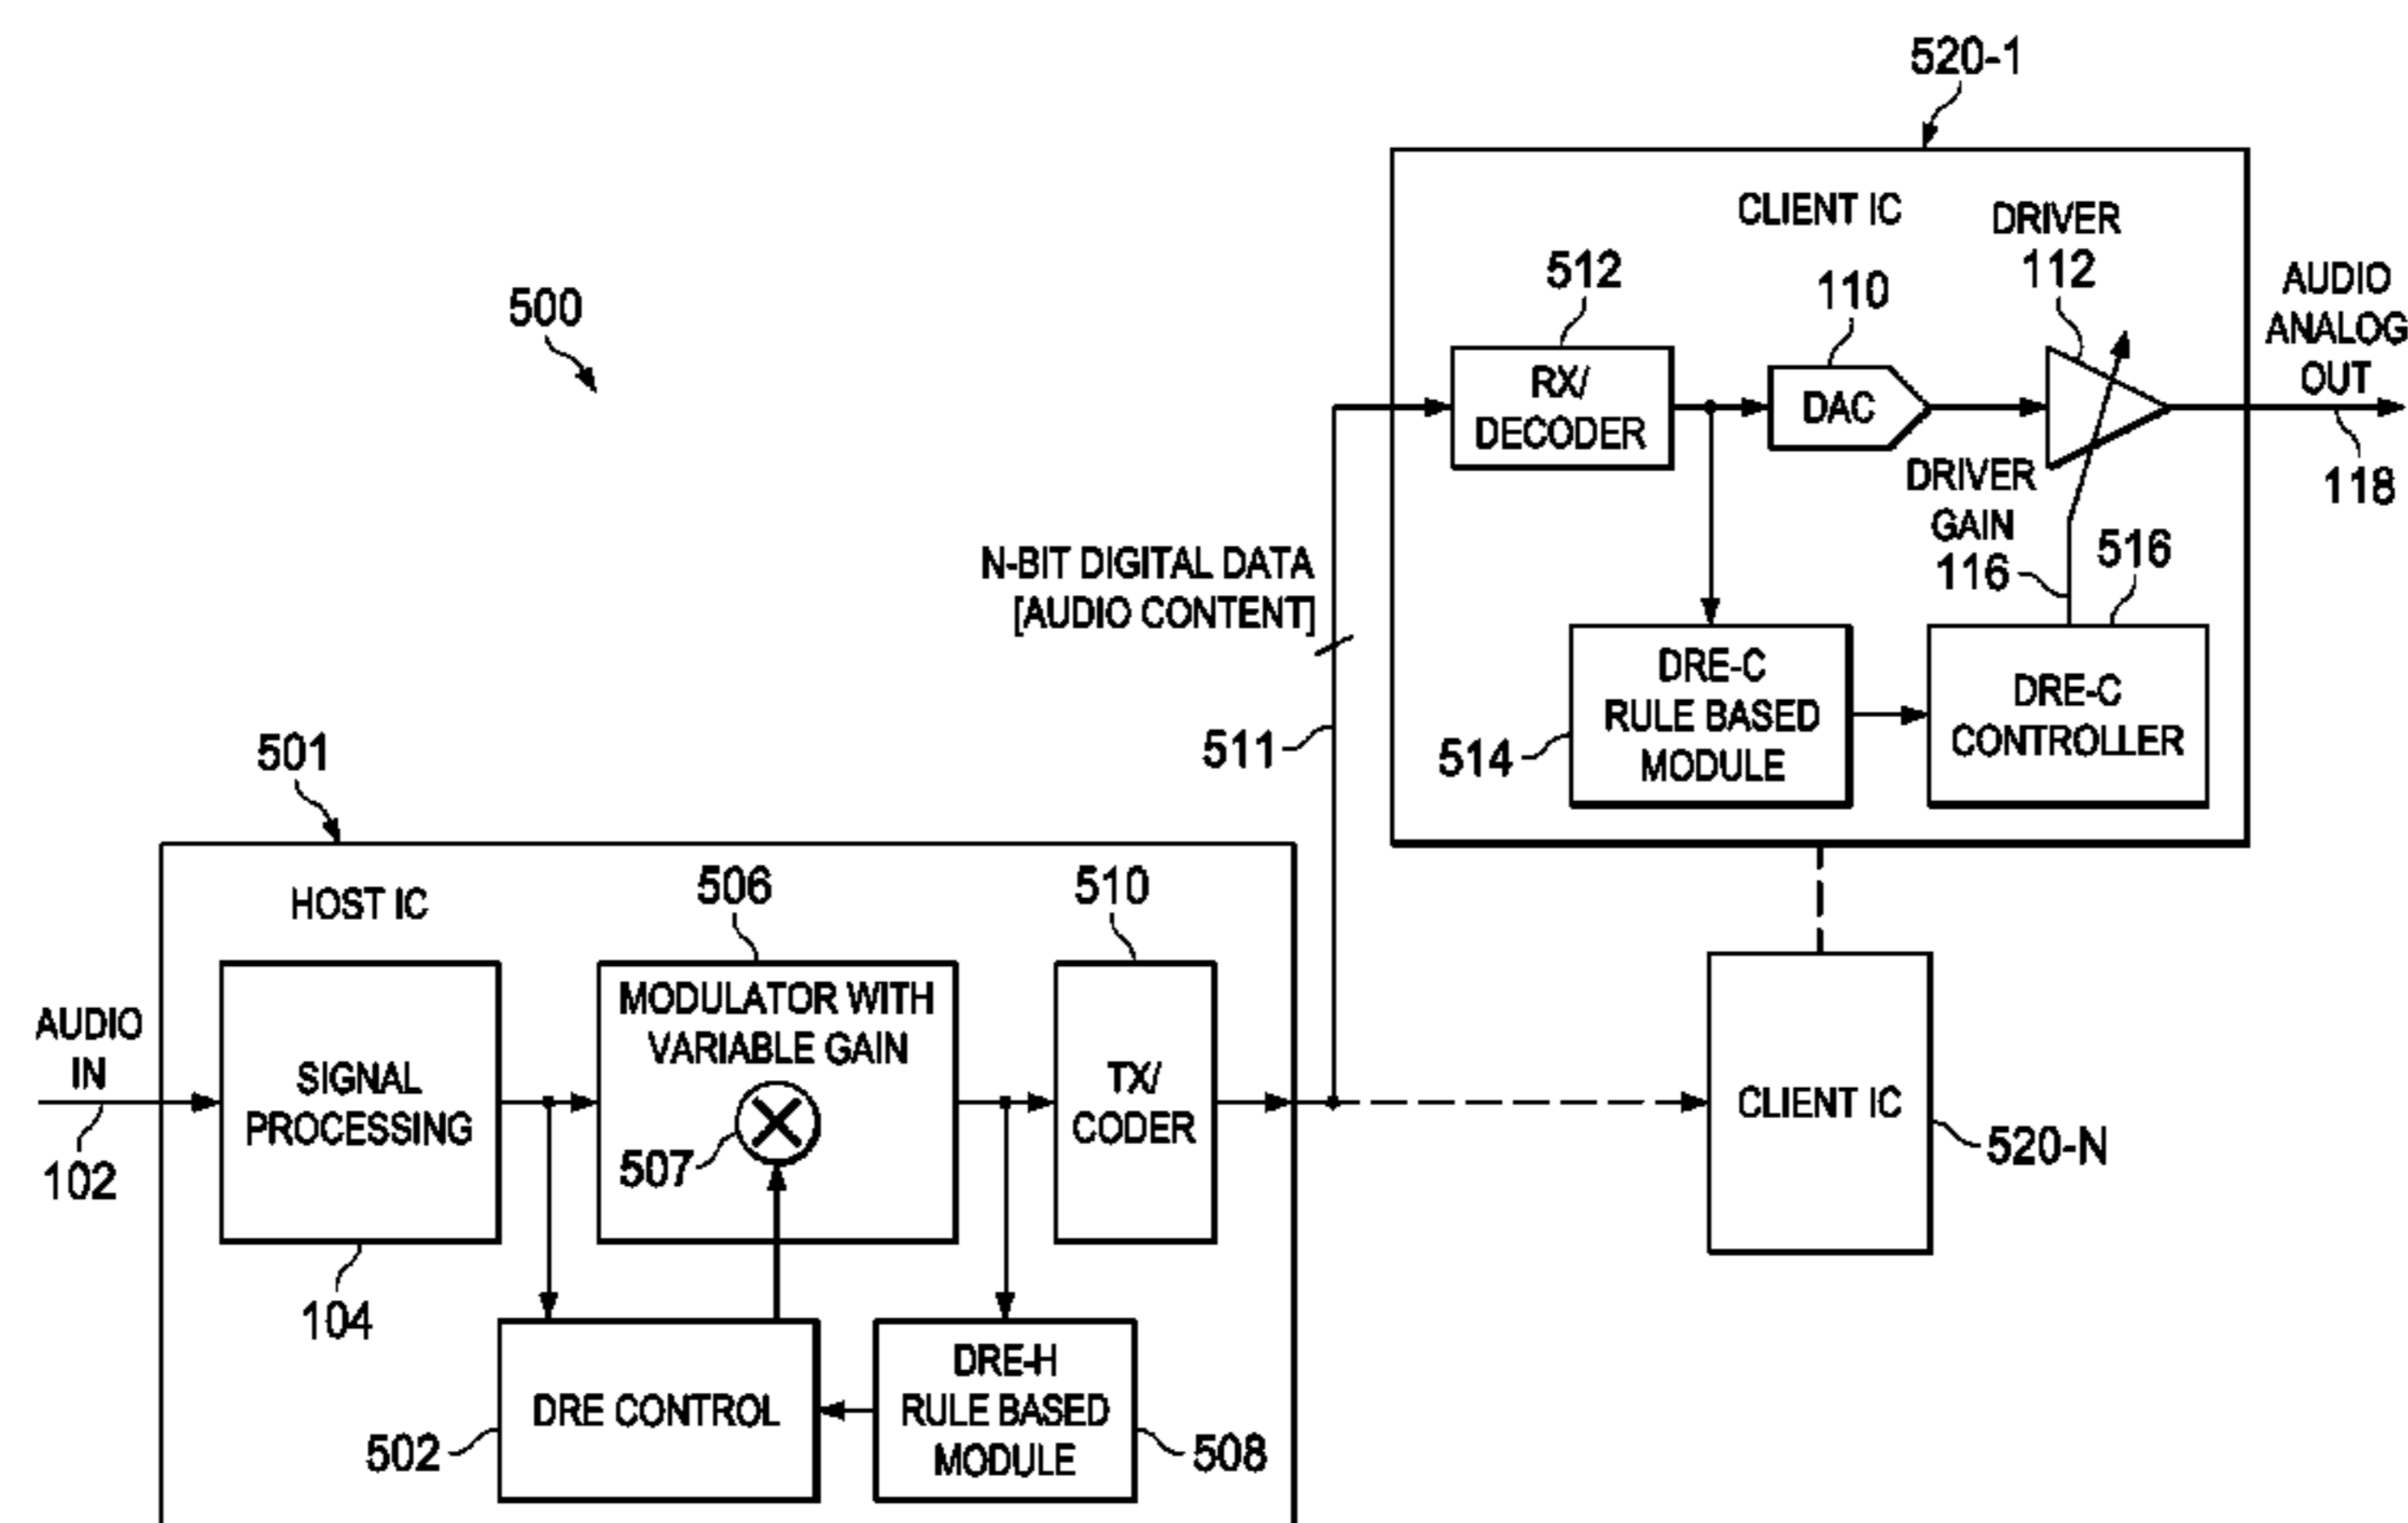 520-1
CLIENT IC
DRIVER
112
512
110
AUDIO
ANALOG
OUT
118
500
RX/
DECODER
DAC
DRIVER
GAIN
116
516
N-BIT DIGITAL DATA
[AUDIO CONTENT]
511
DRE-C
RULE BASED
MODULE
514
DRE-C
CONTROLLER
501
HOST IC
506
510
AUDIO
IN
102
SIGNAL
PROCESSING
104
MODULATOR WITH
VARIABLE GAIN
507
TX/
CODER
CLIENT IC
520-N
DRE CONTROL
502
DRE-H
RULE BASED
MODULE
508